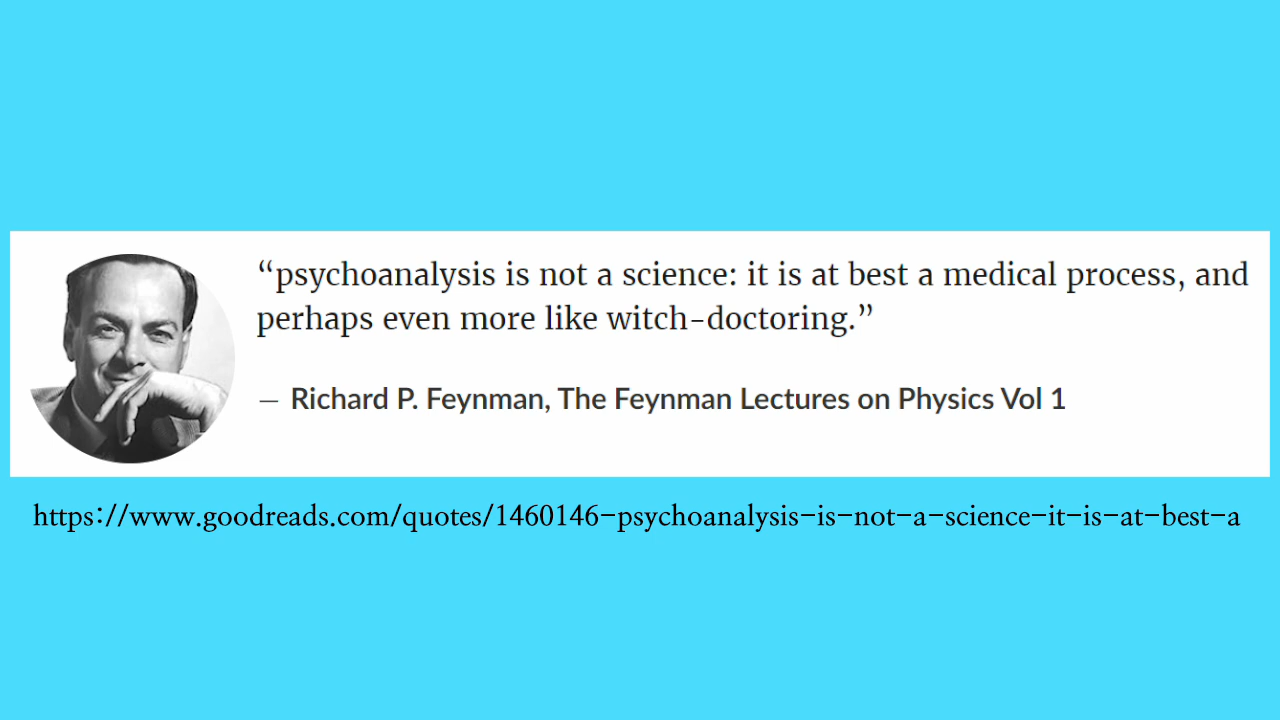 “psychoanalysis is not a science: it is at best a medical process, and
perhaps even more like witch-doctoring.”
― Richard P. Feynman, The Feynman Lectures on Physics Vol 1
https://www.goodreads.com/quotes/1460146-psychoanalysis-is-not-a-science-it-is-at-best-a